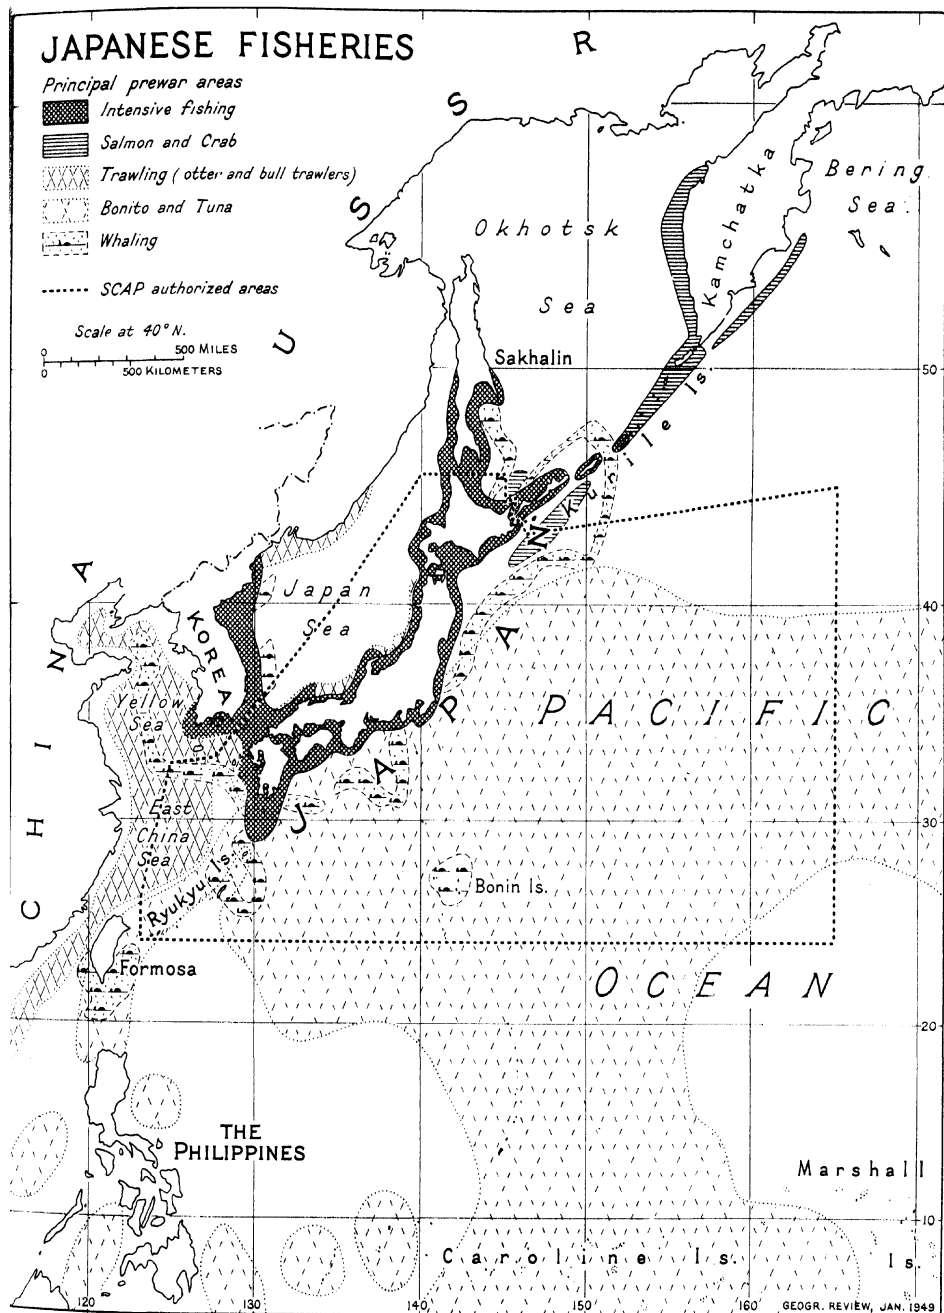 JAPANESE FISHERIES
Principal prewar areas
Intensive fishing
Salmon and Crab
Trawling (otter and bull trawlers)
Bonito and Tuna
Whaling
SCAP authorized areas
Scale at 40° N.
0 500 MILES
0 500 KILOMETERS
U S S R
Okhotsk
Sea
Kamchatka
Bering
Sea.
Sakhalin
Kurile Is.
50
CHINA
KOREA
JAPAN
Japan
Sea
40
Yellow
Sea
PACIFIC
East
China
Sea
30
Ryukyu Is.
Bonin Is.
Formosa
OCEAN
20
THE
PHILIPPINES
Marshall
Is.
10
Caroline Is.
120 130 140 150 160
GEOGR. REVIEW, JAN. 1949